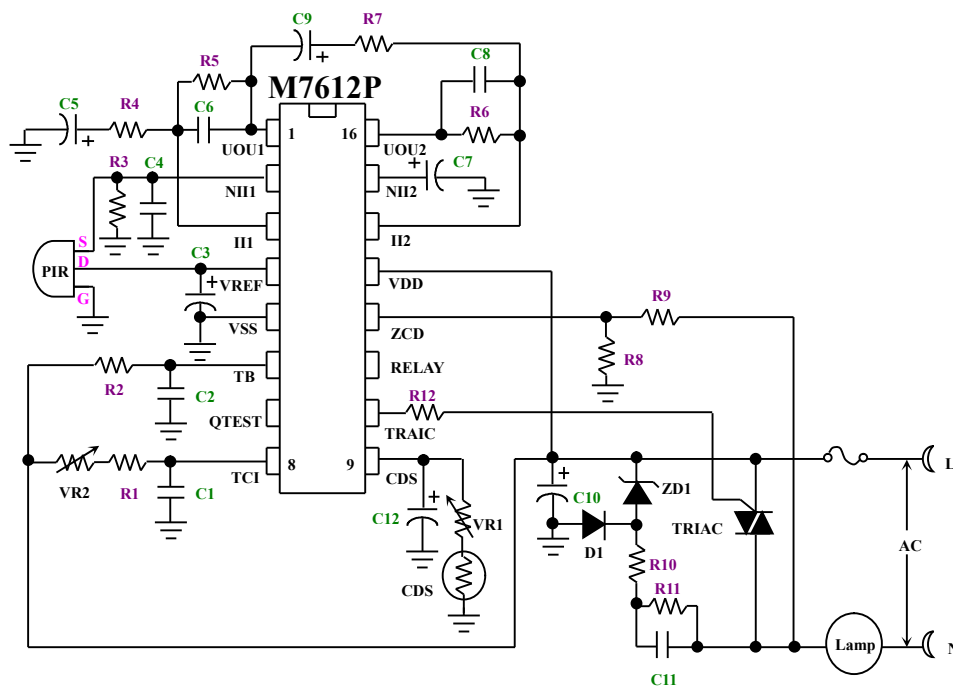 C9
R7
R5
C8
M7612P
C5
R4
C6
R6
1
16
UOU1
UOU2
R3
C4
C7
NII1
NII2
S
II1
II2
PIR
D
C3
VREF
VDD
G
R9
VSS
ZCD
R8
R2
TB
C2
RELAY
R12
QTEST
TRAIC
8
9
L
TCI
CDS
VR2
R1
C1
ZD1
C10
C12
VR1
TRIAC
D1
AC
R10
CDS
R11
Lamp
N
C11